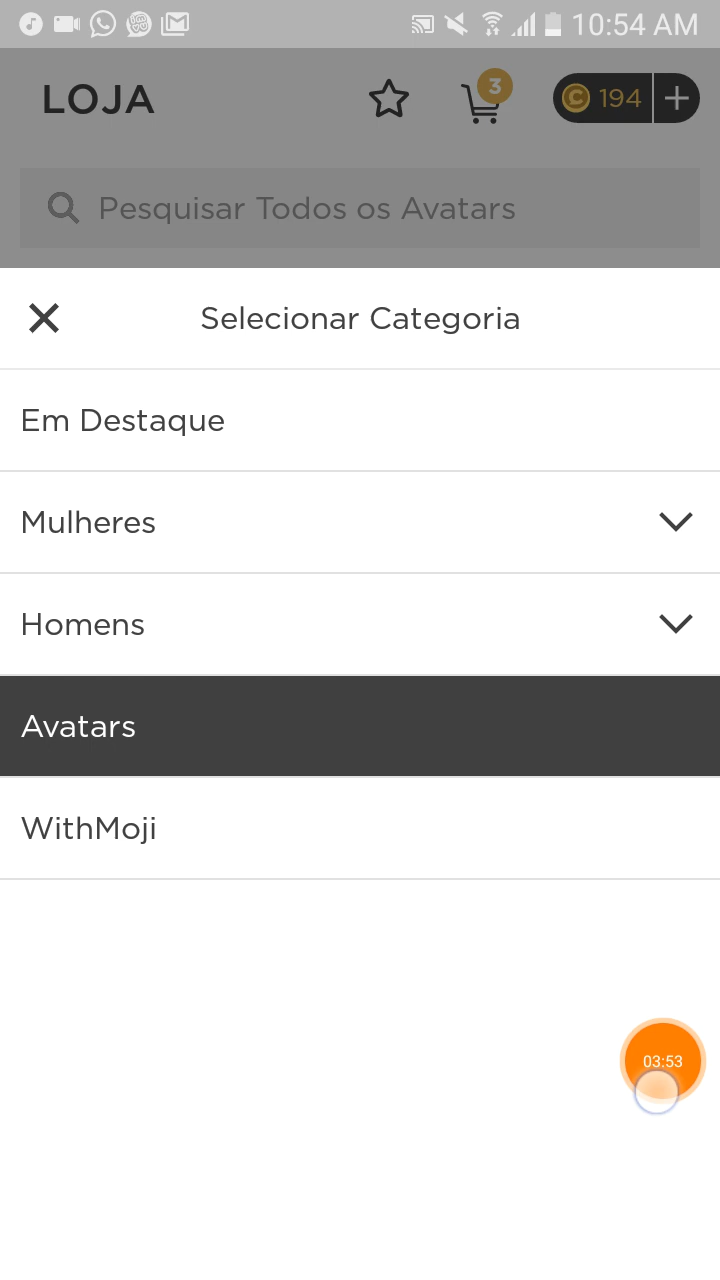 10:54 AM
LOJA
3
C 194
Pesquisar Todos os Avatars
Selecionar Categoria
Em Destaque
Mulheres
Homens
Avatars
WithMoji
03:53